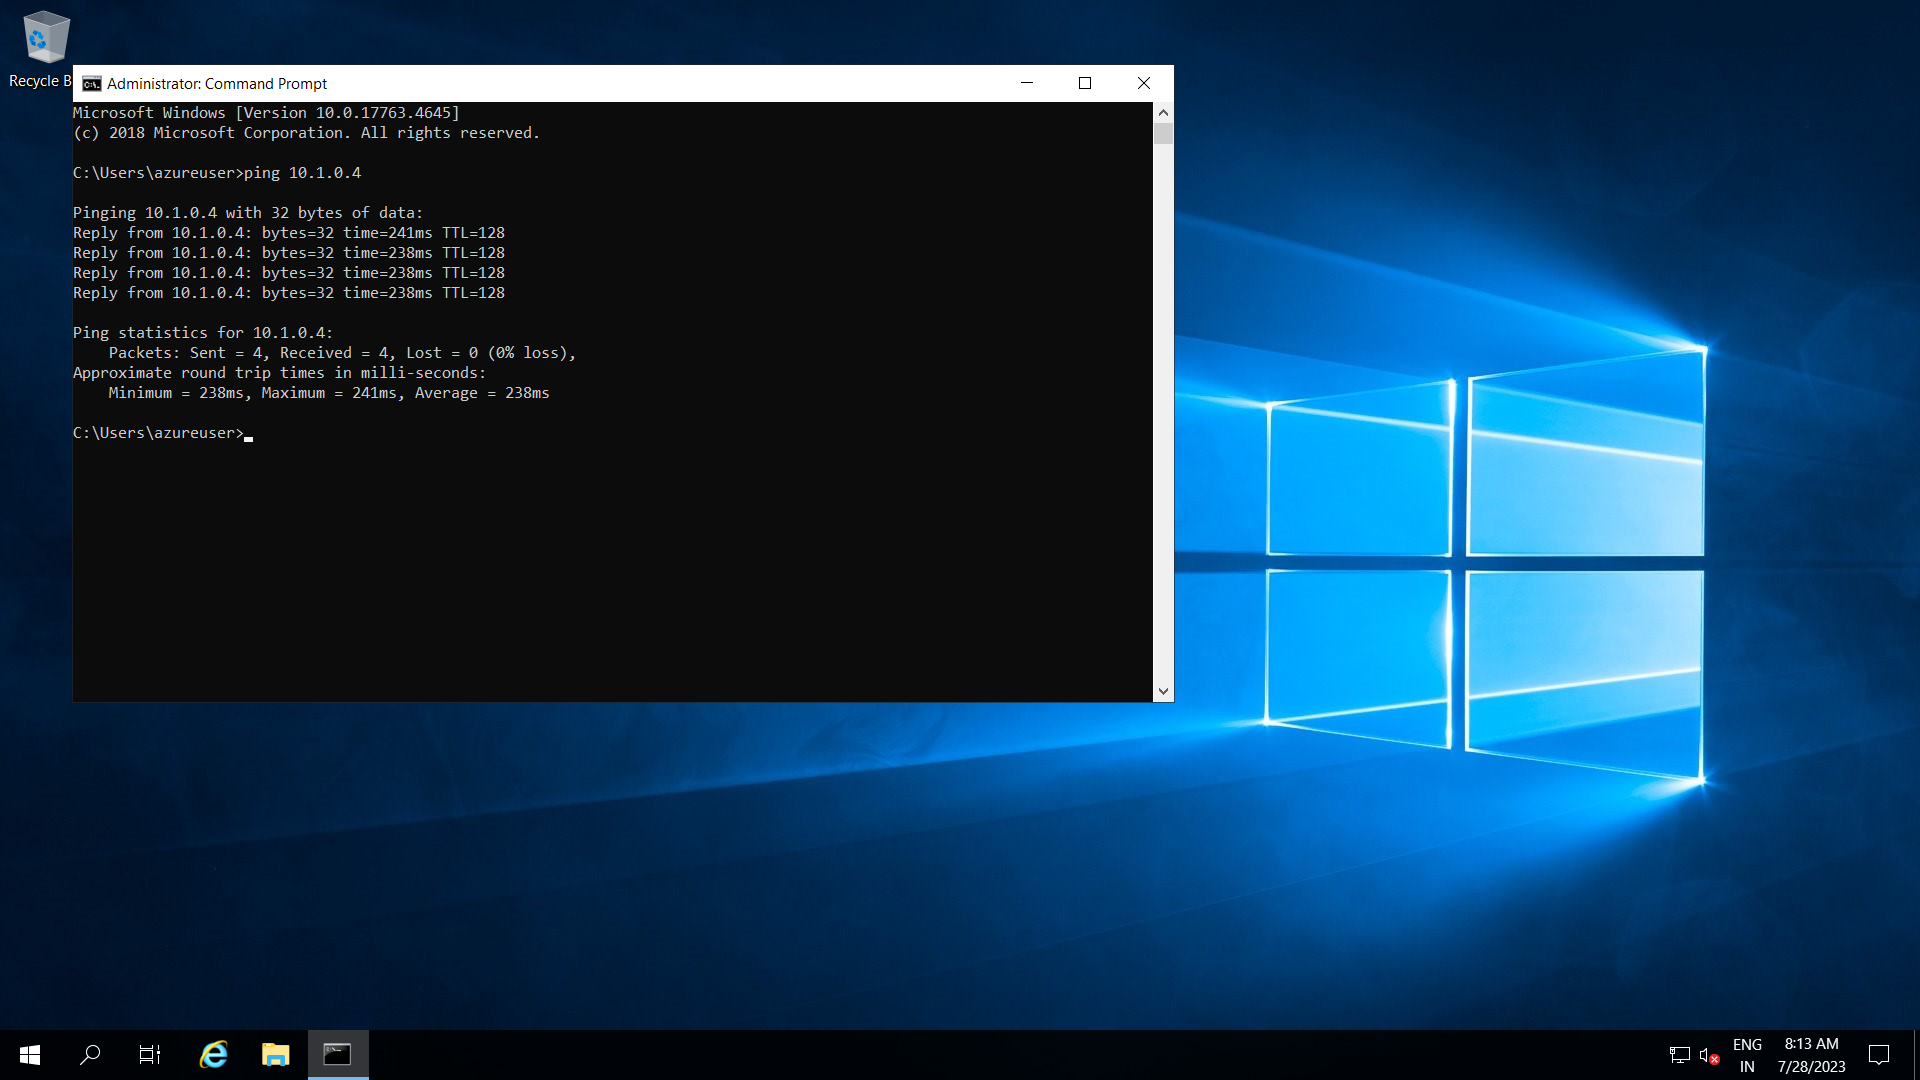 Recycle B
Administrator: Command Prompt
Microsoft Windows [Version 10.0.17763.4645]
(c) 2018 Microsoft Corporation. All rights reserved.
C:\Users\azureuser>ping 10.1.0.4
Pinging 10.1.0.4 with 32 bytes of data:
Reply from 10.1.0.4: bytes=32 time=241ms TTL=128
Reply from 10.1.0.4: bytes=32 time=238ms TTL=128
Reply from 10.1.0.4: bytes=32 time=238ms TTL=128
Reply from 10.1.0.4: bytes=32 time=238ms TTL=128
Ping statistics for 10.1.0.4:
    Packets: Sent = 4, Received = 4, Lost = 0 (0% loss),
Approximate round trip times in milli-seconds:
    Minimum = 238ms, Maximum = 241ms, Average = 238ms
C:\Users\azureuser>
ENG
IN
8:13 AM
7/28/2023